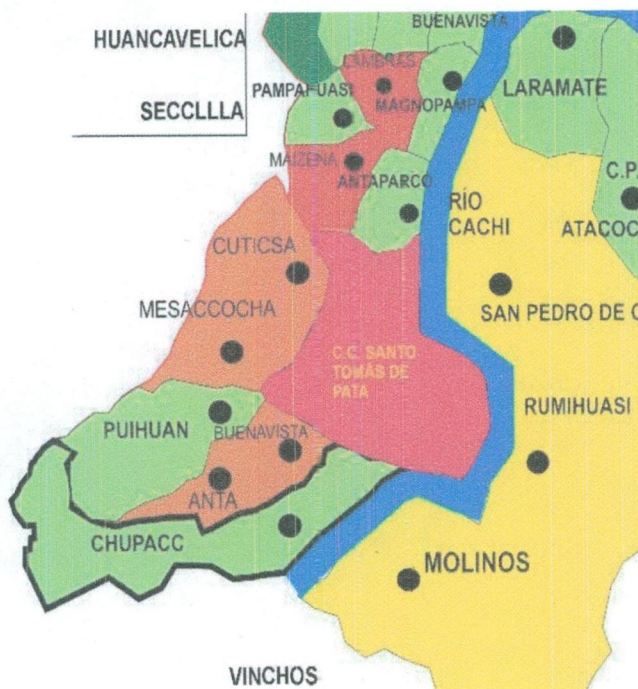 BUENAVISTA
HUANCAVELICA
LAMBRAS
PAMPAHUASI
LARAMATE
SECCLLLA
MAGNOPAMPA
MAIZENA
ANTAPARCO
RÍO
CACHI
ATACOC
CUTICSA
MESACCOCHA
SAN PEDRO DE
C.C. SANTO
TOMÁS DE
PATA
RUMIHUASI
PUIHUAN
BUENAVISTA
ANTA
CHUPACC
MOLINOS
VINCHOS